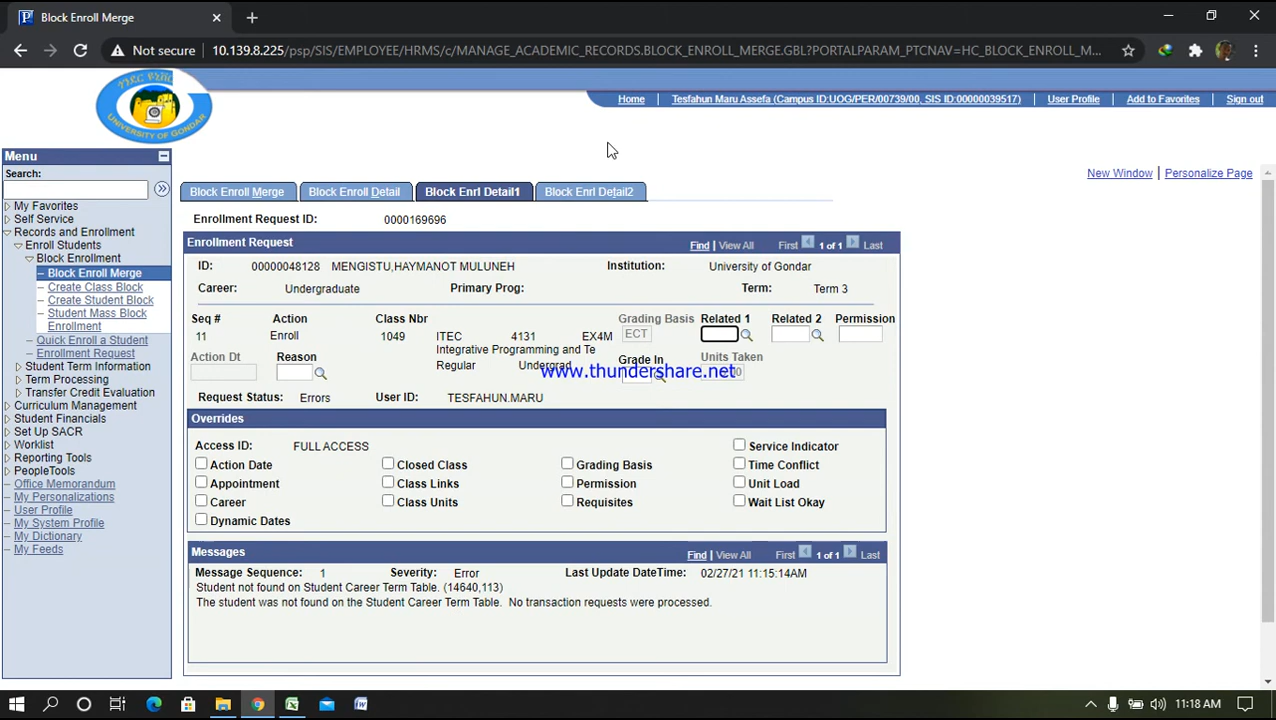 Block Enroll Merge
Not secure 10.139.8.225/psp/SIS/EMPLOYEE/HRMS/c/MANAGE_ACADEMIC_RECORDS.BLOCK_ENROLL_MERGE.GBL?PORTALPARAM_PTCNAV=HC_BLOCK_ENROLL_M...
UNIVERSITY OF GONDAR
Home Tesfahun Maru Assefa (Campus ID:UOG/PER/00739/00, SIS ID:00000039517) User Profile Add to Favorites Sign out
Menu
Search:
My Favorites
Self Service
Records and Enrollment
Enroll Students
Block Enrollment
Block Enroll Merge
Create Class Block
Create Student Block
Student Mass Block
Enrollment
Quick Enroll a Student
Enrollment Request
Student Term Information
Term Processing
Transfer Credit Evaluation
Curriculum Management
Student Financials
Set Up SACR
Worklist
Reporting Tools
PeopleTools
Office Memorandum
My Personalizations
User Profile
My System Profile
My Dictionary
My Feeds
New Window | Personalize Page
Block Enroll Merge Block Enroll Detail Block Enrl Detail1 Block Enrl Detail2
Enrollment Request ID: 0000169696
Enrollment Request Find | View All First 1 of 1 Last
ID: 00000048128 MENGISTU,HAYMANOT MULUNEH Institution: University of Gondar
Career: Undergraduate Primary Prog: Term: Term 3
Seq # Action Class Nbr Grading Basis Related 1 Related 2 Permission
11 Enroll 1049 ITEC 4131 EX4M ECT
Integrative Programming and Te
Action Dt Reason Regular Undergrad Grade In Units Taken
www.thundershare.net
Request Status: Errors User ID: TESFAHUN.MARU
Overrides
Access ID: FULL ACCESS Service Indicator
Action Date Closed Class Grading Basis Time Conflict
Appointment Class Links Permission Unit Load
Career Class Units Requisites Wait List Okay
Dynamic Dates
Messages Find | View All First 1 of 1 Last
Message Sequence: 1 Severity: Error Last Update DateTime: 02/27/21 11:15:14AM
Student not found on Student Career Term Table. (14640,113)
The student was not found on the Student Career Term Table. No transaction requests were processed.
11:18 AM